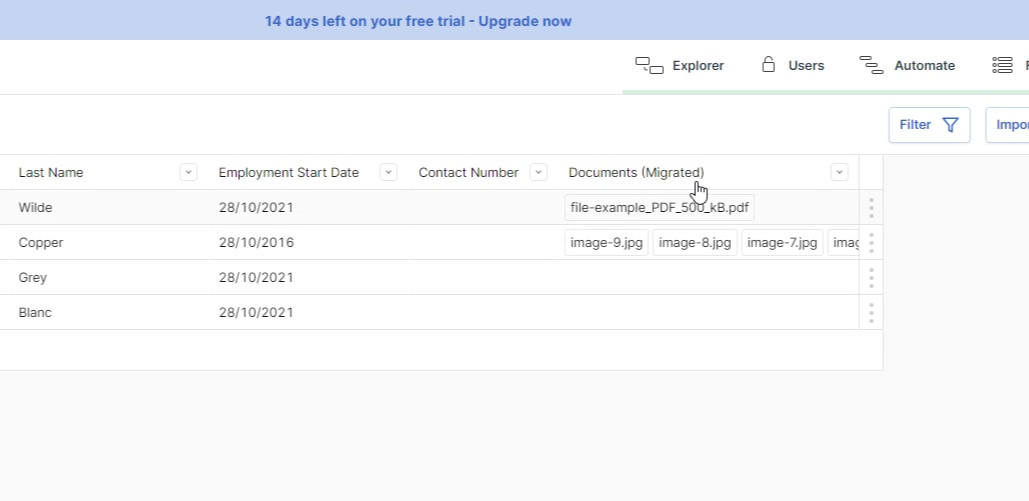 14 days left on your free trial - Upgrade now
Explorer Users Automate
Filter Impor
Last Name Employment Start Date Contact Number Documents (Migrated)
Wilde 28/10/2021 file-example_PDF_500_kB.pdf
Copper 28/10/2016 image-9.jpg image-8.jpg image-7.jpg imag
Grey 28/10/2021
Blanc 28/10/2021